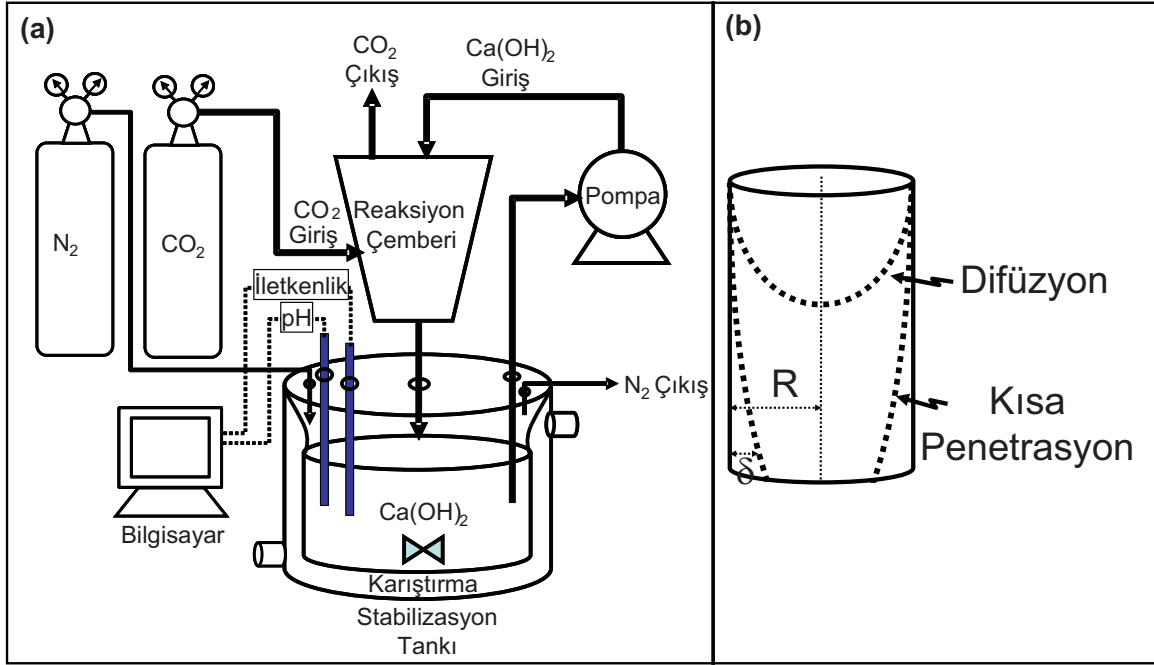 (a)
CO2
Çıkış
Ca(OH)2
Giriş
N2
CO2
CO2
Giriş
Reaksiyon
Çemberi
Pompa
İletkenlik
pH
N2 Çıkış
Bilgisayar
Ca(OH)2
Karıştırma
Stabilizasyon
Tankı
(b)
Difüzyon
R
Kısa
Penetrasyon
δ